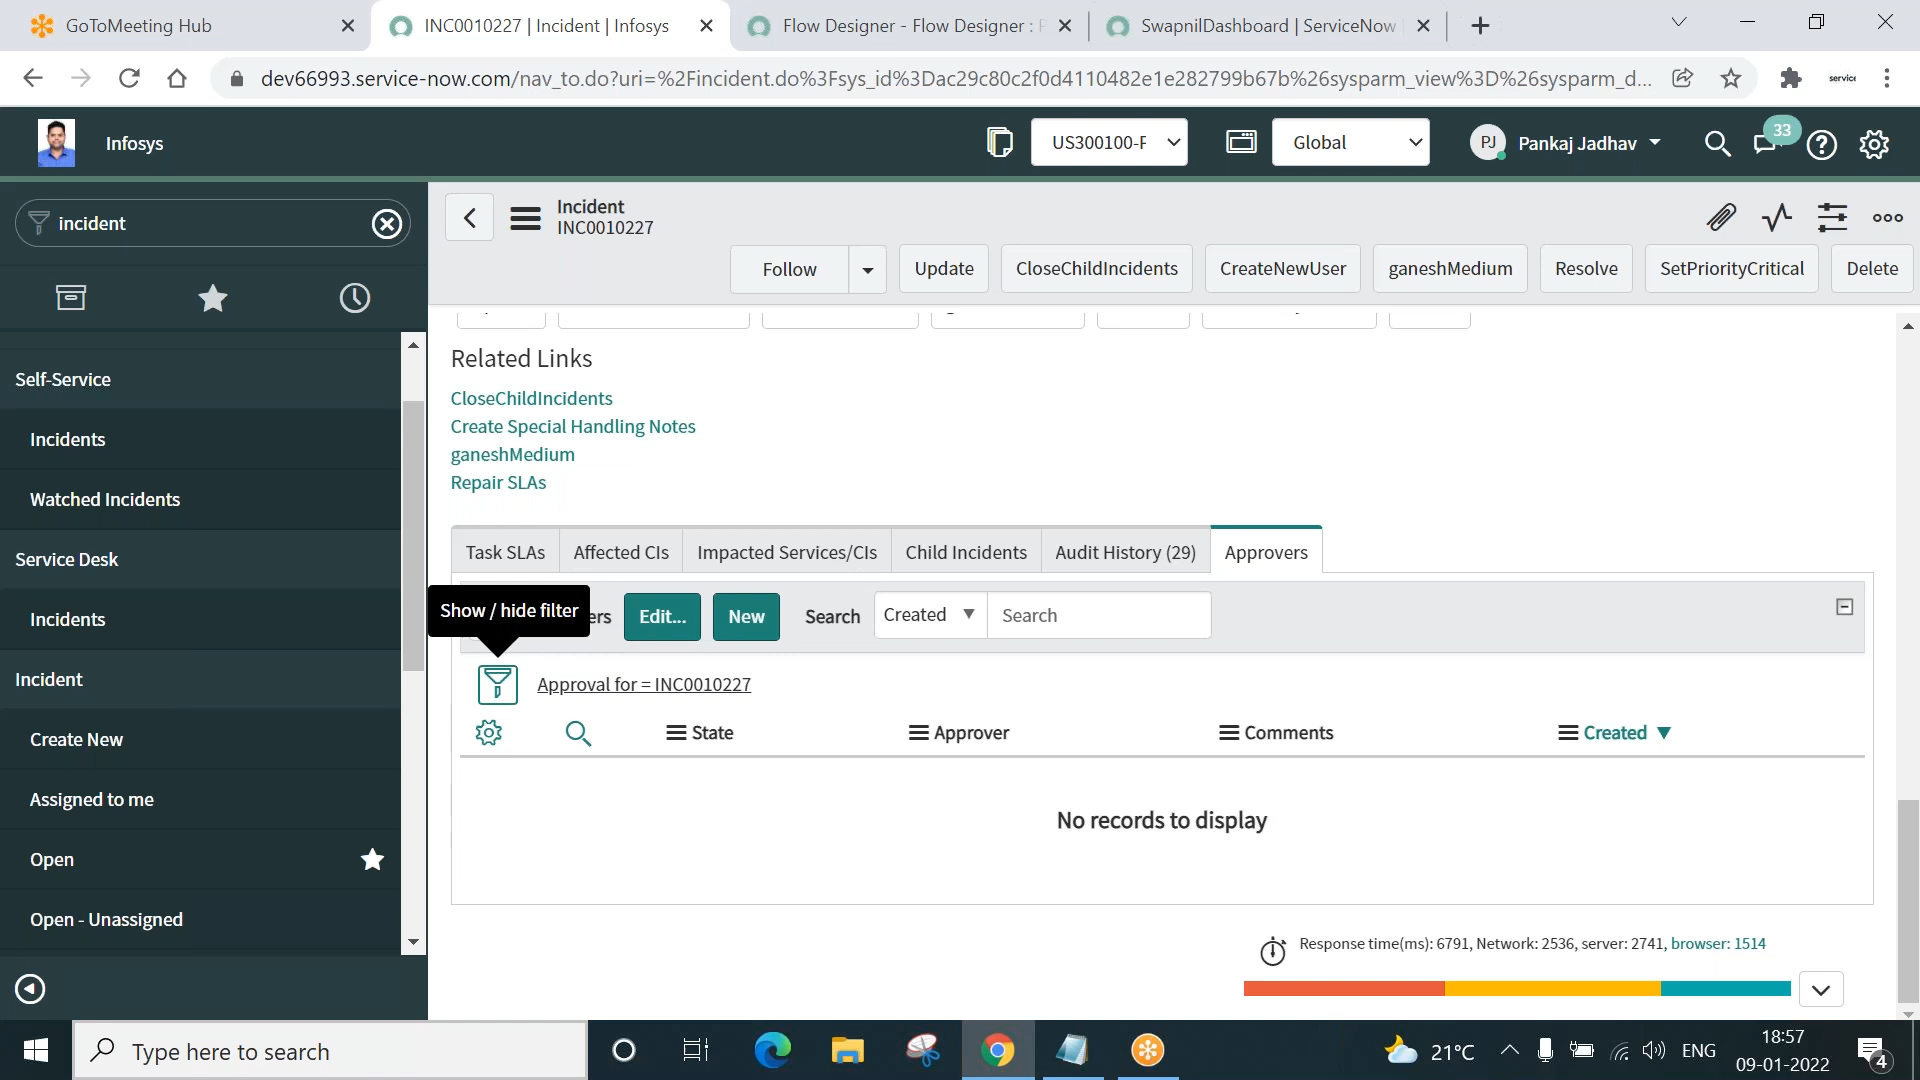 GoToMeeting Hub
INC0010227 | Incident | Infosys
Flow Designer - Flow Designer :
SwapnilDashboard | ServiceNow
dev66993.service-now.com/nav_to.do?uri=%2Fincident.do%3Fsys_id%3Dac29c80c2f0d4110482e1e282799b67b%26sysparm_view%3D%26sysparm_d...
service
Infosys
US300100-F
Global
PJ
Pankaj Jadhav
33
incident
Incident
INC0010227
Follow
Update
CloseChildIncidents
CreateNewUser
ganeshMedium
Resolve
SetPriorityCritical
Delete
Self-Service
Incidents
Watched Incidents
Service Desk
Incidents
Incident
Create New
Assigned to me
Open
Open - Unassigned
Related Links
CloseChildIncidents
Create Special Handling Notes
ganeshMedium
Repair SLAs
Task SLAs
Affected CIs
Impacted Services/CIs
Child Incidents
Audit History (29)
Approvers
Show / hide filter
ers
Edit...
New
Search
Created
Search
Approval for = INC0010227
State
Approver
Comments
Created
No records to display
Response time(ms): 6791, Network: 2536, server: 2741, browser: 1514
Type here to search
21°C
ENG
18:57
09-01-2022
4